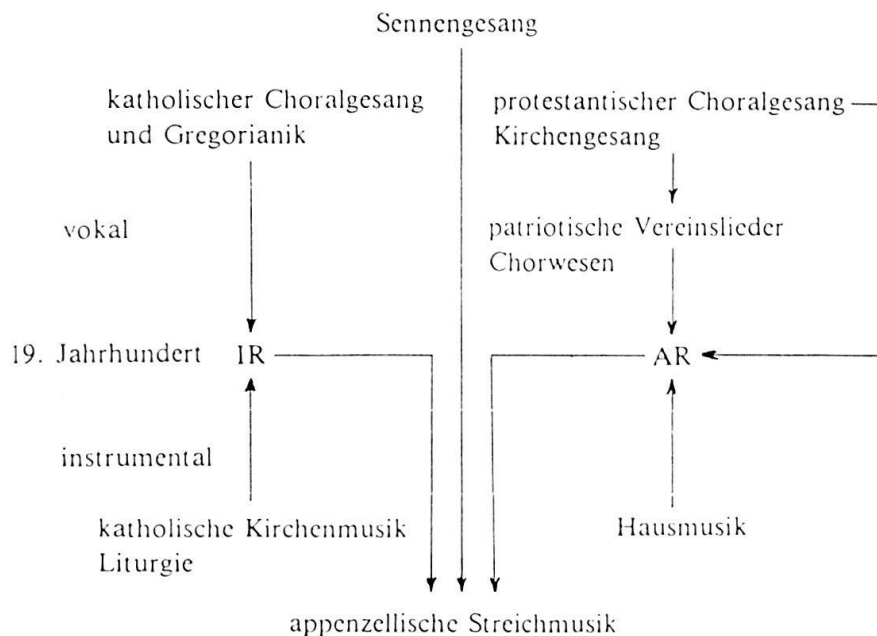 Sennengesang
katholischer Choralgesang
und Gregorianik
protestantischer Choralgesang
Kirchengesang
vokal
patriotische Vereinslieder
Chorwesen
19. Jahrhundert IR
AR
instrumental
katholische Kirchenmusik
Liturgie
Hausmusik
appenzellische Streichmusik